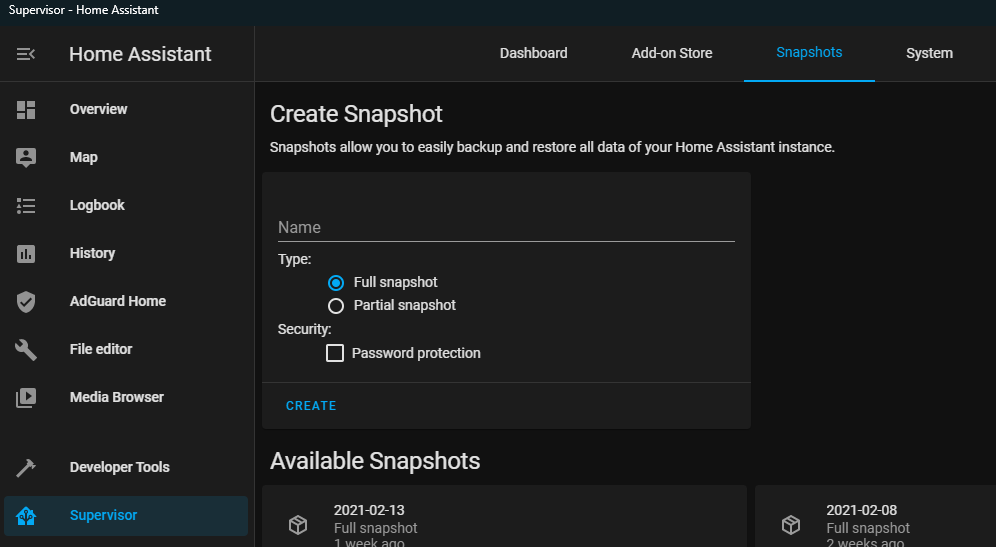 Supervisor - Home Assistant
Home Assistant
Dashboard
Add-on Store
Snapshots
System
Overview
Map
Logbook
History
AdGuard Home
File editor
Media Browser
Developer Tools
Supervisor
Create Snapshot
Snapshots allow you to easily backup and restore all data of your Home Assistant instance.
Name
Type:
Full snapshot
Partial snapshot
Security:
Password protection
CREATE
Available Snapshots
2021-02-13
Full snapshot
1 week ago
2021-02-08
Full snapshot
2 weeks ago